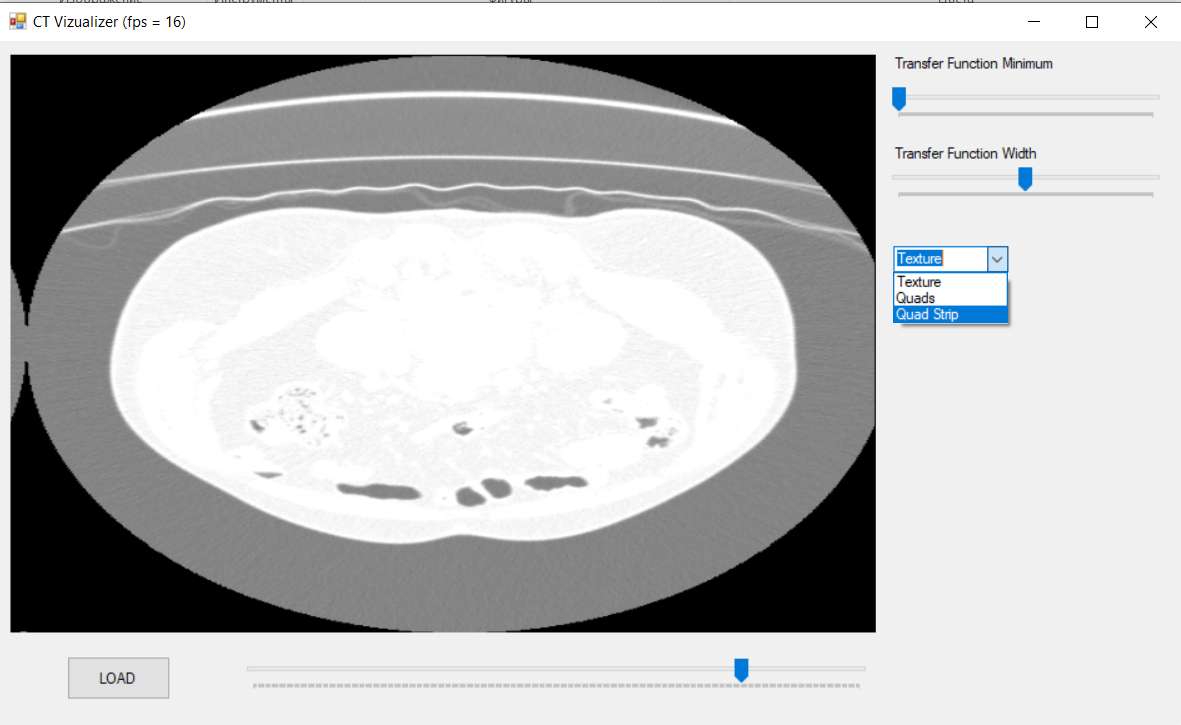 CT Vizualizer (fps = 16)
Transfer Function Minimum
Transfer Function Width
Texture
Texture
Quads
Quad Strip
LOAD